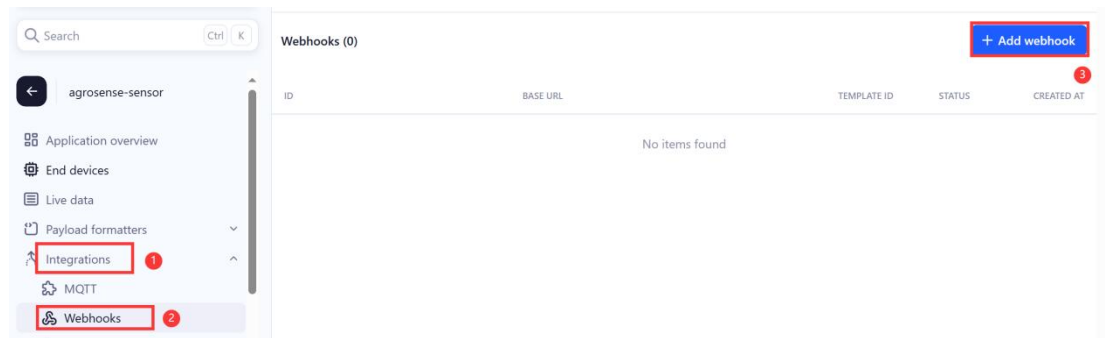 Search Ctrl K
agrosense-sensor
Application overview
End devices
Live data
Payload formatters
Integrations 1
MQTT
Webhooks 2
Webhooks (0) + Add webhook
3
ID BASE URL TEMPLATE ID STATUS CREATED AT
No items found